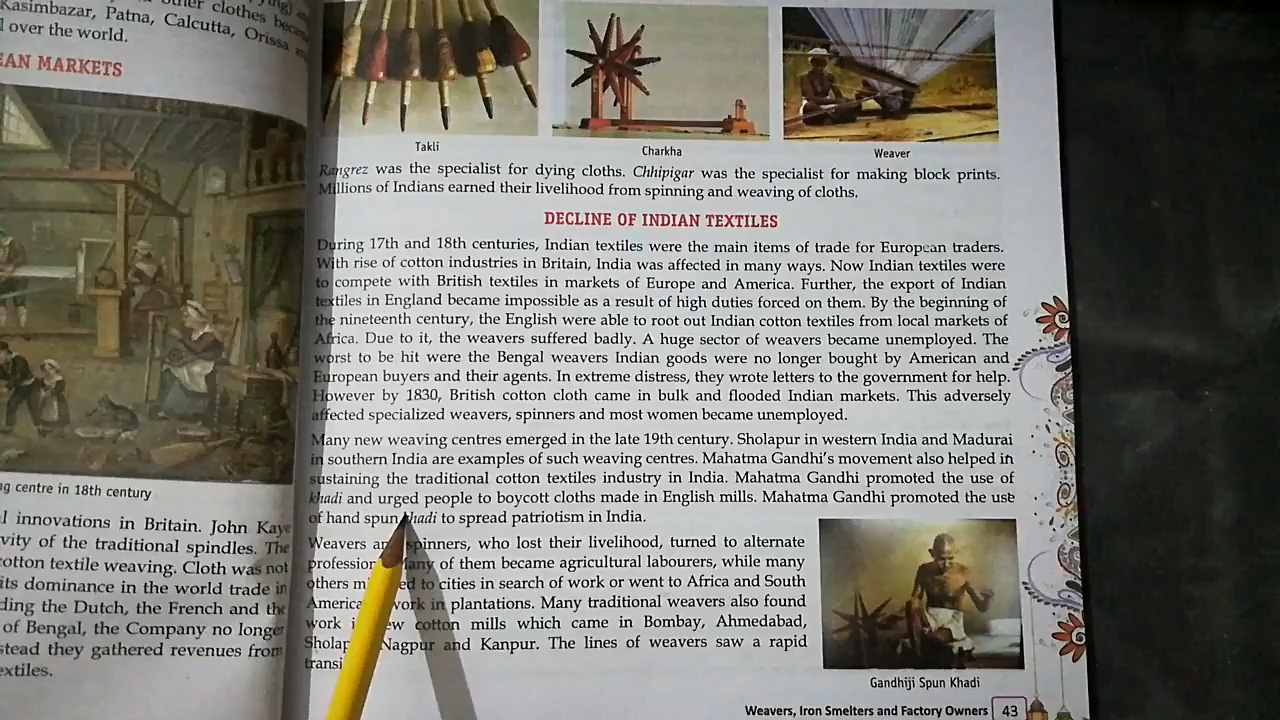 ying)
other clothes became
Kasimbazar, Patna, Calcutta, Orissa
l over the world.
EAN MARKETS
g centre in 18th century
l innovations in Britain. John Kaye
vity of the traditional spindles. The
cotton textile weaving. Cloth was not
its dominance in the world trade in
ding the Dutch, the French and the
of Bengal, the Company no longer
stead they gathered revenues from
extiles.
Takli
Charkha
Weaver
Rangrez was the specialist for dying cloths. Chhipigar was the specialist for making block prints.
Millions of Indians earned their livelihood from spinning and weaving of cloths.
DECLINE OF INDIAN TEXTILES
During 17th and 18th centuries, Indian textiles were the main items of trade for European traders.
With rise of cotton industries in Britain, India was affected in many ways. Now Indian textiles were
to compete with British textiles in markets of Europe and America. Further, the export of Indian
textiles in England became impossible as a result of high duties forced on them. By the beginning of
the nineteenth century, the English were able to root out Indian cotton textiles from local markets of
Africa. Due to it, the weavers suffered badly. A huge sector of weavers became unemployed. The
worst to be hit were the Bengal weavers Indian goods were no longer bought by American and
European buyers and their agents. In extreme distress, they wrote letters to the government for help.
However by 1830, British cotton cloth came in bulk and flooded Indian markets. This adversely
affected specialized weavers, spinners and most women became unemployed.
Many new weaving centres emerged in the late 19th century. Sholapur in western India and Madurai
in southern India are examples of such weaving centres. Mahatma Gandhi's movement also helped in
sustaining the traditional cotton textiles industry in India. Mahatma Gandhi promoted the use of
khadi and urged people to boycott cloths made in English mills. Mahatma Gandhi promoted the use
of hand spun khadi to spread patriotism in India.
Weavers and spinners, who lost their livelihood, turned to alternate
profession. Many of them became agricultural labourers, while many
others mi ed to cities in search of work or went to Africa and South
America work in plantations. Many traditional weavers also found
work i ew cotton mills which came in Bombay, Ahmedabad,
Sholap Nagpur and Kanpur. The lines of weavers saw a rapid
transi
Gandhiji Spun Khadi
Weavers, Iron Smelters and Factory Owners 43